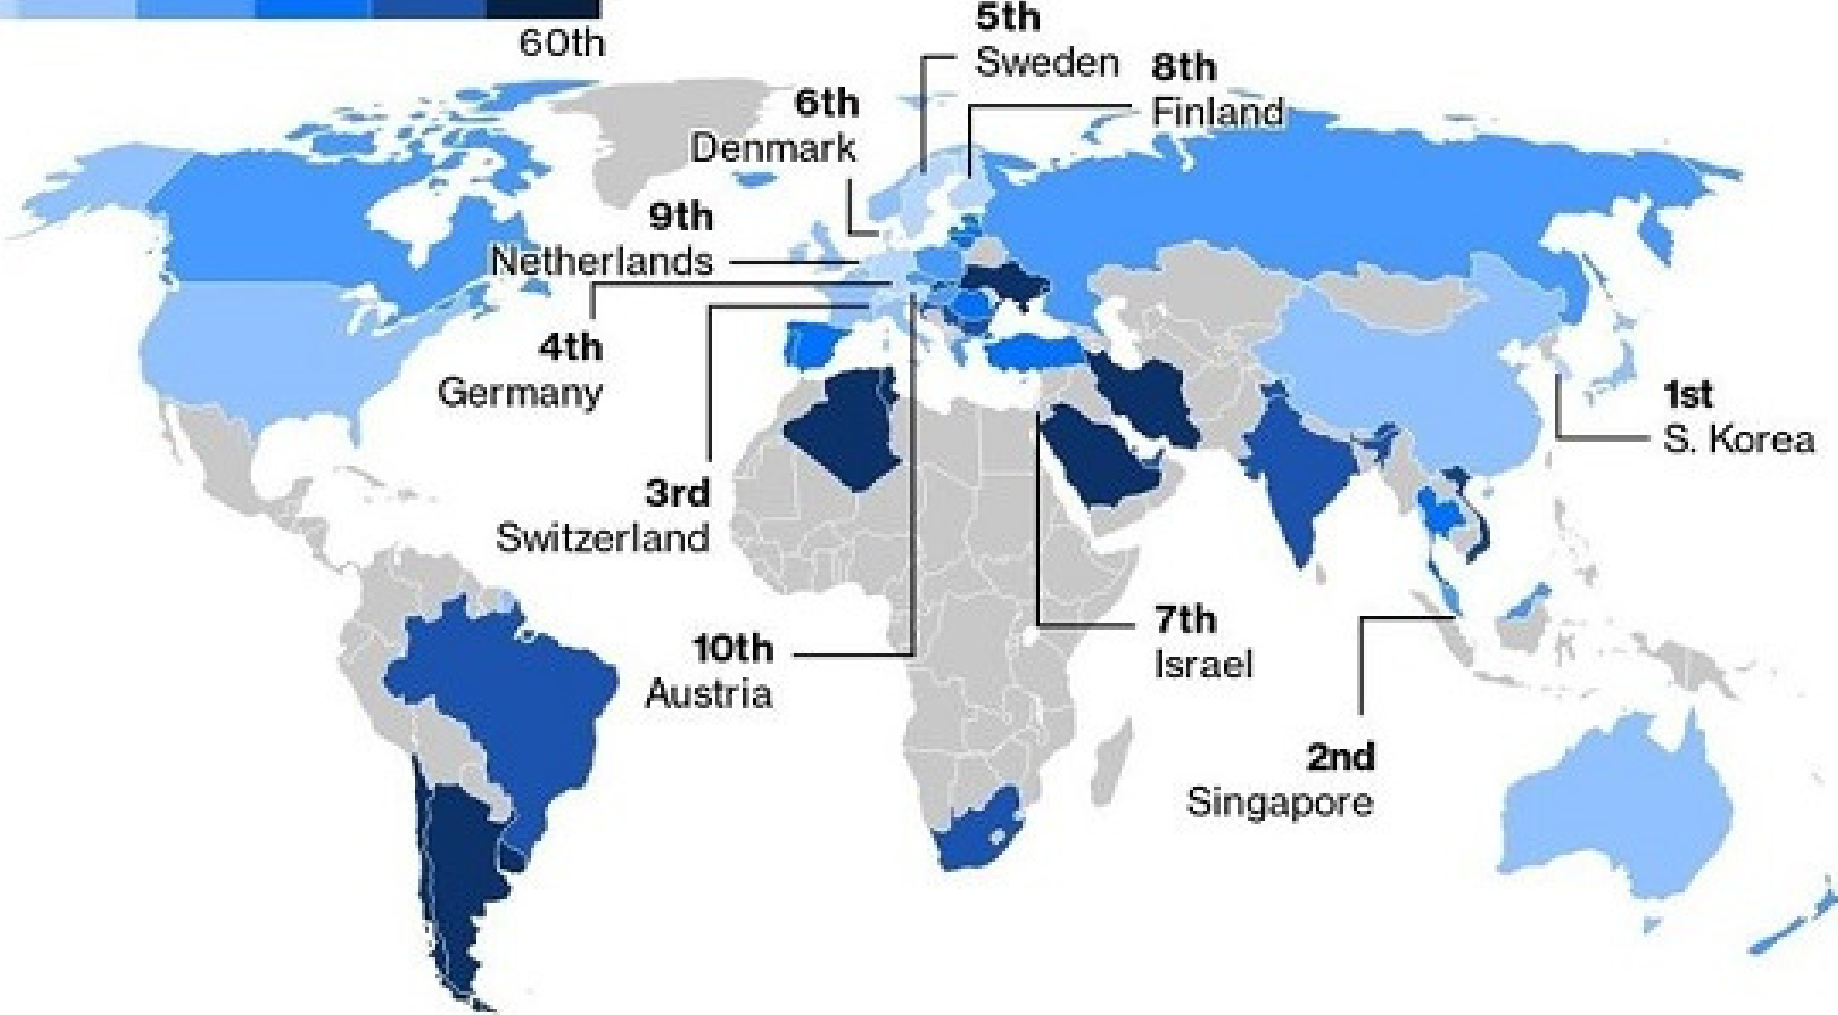 60th
5th
Sweden
8th
Finland
6th
Denmark
9th
Netherlands
4th
Germany
1st
S. Korea
3rd
Switzerland
7th
Israel
10th
Austria
2nd
Singapore